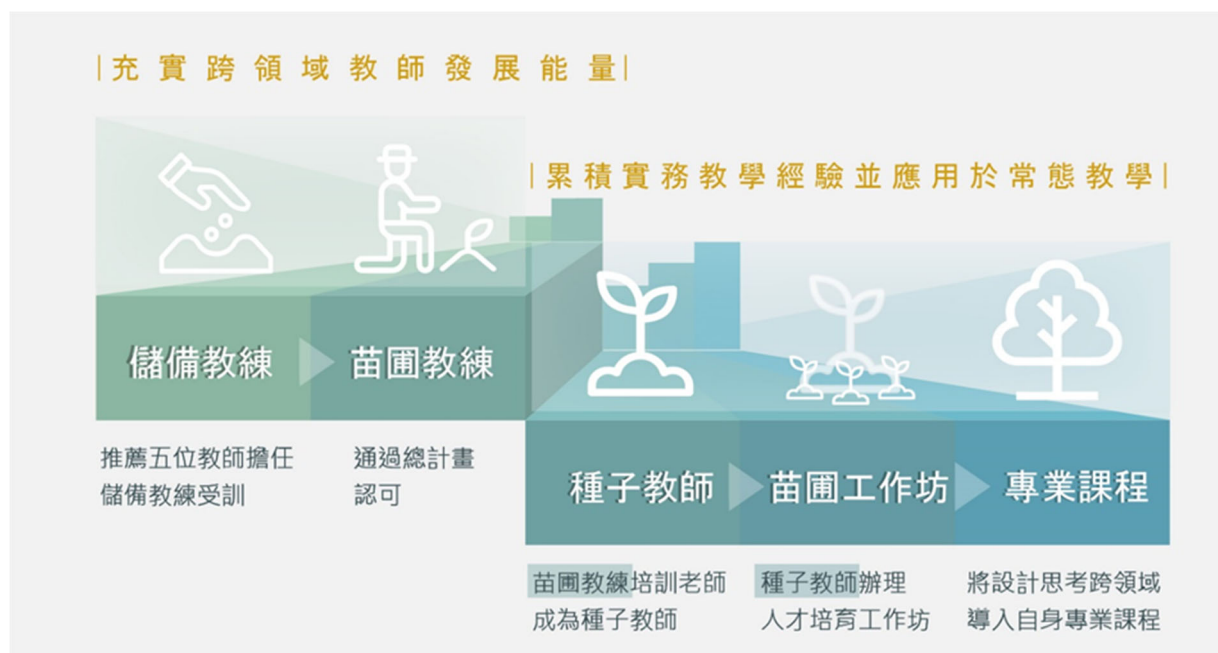 |充實跨領域教師發展能量|
|累積實務教學經驗並應用於常態教學|
儲備教練
苗圃教練
推薦五位教師擔任
儲備教練受訓
通過總計畫
認可
種子教師
苗圃工作坊
專業課程
苗圃教練培訓老師
成為種子教師
種子教師辦理
人才培育工作坊
將設計思考跨領域
導入自身專業課程